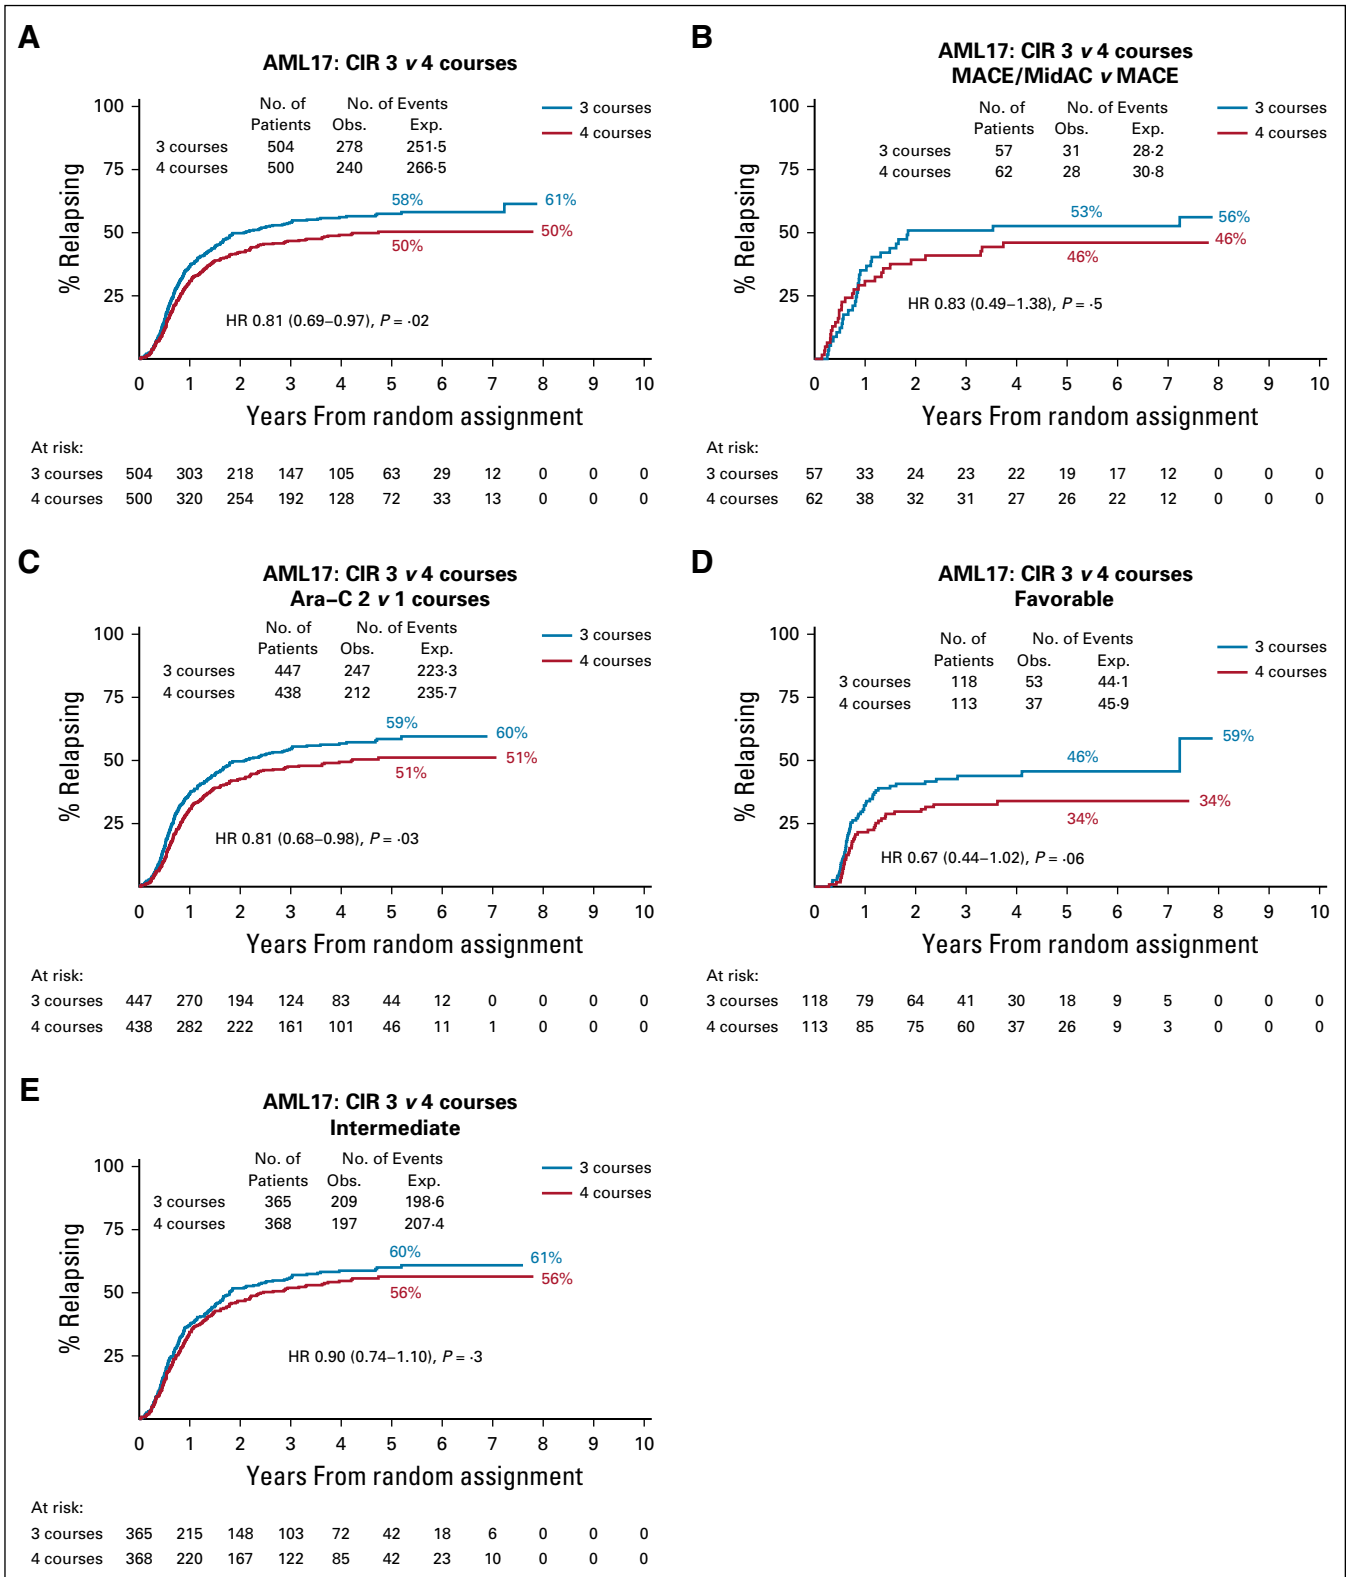 A
AML17: CIR 3 v 4 courses
No. of No. of Events
Patients Obs. Exp.
3 courses 504 278 251·5
4 courses 500 240 266·5
3 courses
4 courses
100
75
50
25
% Relapsing
58%
61%
50%
50%
HR 0.81 (0.69–0.97), P = ·02
0 1 2 3 4 5 6 7 8 9 10
Years From random assignment
At risk:
3 courses 504 303 218 147 105 63 29 12 0 0 0
4 courses 500 320 254 192 128 72 33 13 0 0 0
B
AML17: CIR 3 v 4 courses
MACE/MidAC v MACE
No. of No. of Events
Patients Obs. Exp.
3 courses 57 31 28·2
4 courses 62 28 30·8
3 courses
4 courses
100
75
50
25
% Relapsing
53%
56%
46%
46%
HR 0.83 (0.49–1.38), P = ·5
0 1 2 3 4 5 6 7 8 9 10
Years From random assignment
At risk:
3 courses 57 33 24 23 22 19 17 12 0 0 0
4 courses 62 38 32 31 27 26 22 12 0 0 0
C
AML17: CIR 3 v 4 courses
Ara–C 2 v 1 courses
No. of No. of Events
Patients Obs. Exp.
3 courses 447 247 223·3
4 courses 438 212 235·7
3 courses
4 courses
100
75
50
25
% Relapsing
59%
60%
51%
51%
HR 0.81 (0.68–0.98), P = ·03
0 1 2 3 4 5 6 7 8 9 10
Years From random assignment
At risk:
3 courses 447 270 194 124 83 44 12 0 0 0 0
4 courses 438 282 222 161 101 46 11 1 0 0 0
D
AML17: CIR 3 v 4 courses
Favorable
No. of No. of Events
Patients Obs. Exp.
3 courses 118 53 44·1
4 courses 113 37 45·9
3 courses
4 courses
100
75
50
25
% Relapsing
46%
59%
34%
34%
HR 0.67 (0.44–1.02), P = ·06
0 1 2 3 4 5 6 7 8 9 10
Years From random assignment
At risk:
3 courses 118 79 64 41 30 18 9 5 0 0 0
4 courses 113 85 75 60 37 26 9 3 0 0 0
E
AML17: CIR 3 v 4 courses
Intermediate
No. of No. of Events
Patients Obs. Exp.
3 courses 365 209 198·6
4 courses 368 197 207·4
3 courses
4 courses
100
75
50
25
% Relapsing
60%
61%
56%
56%
HR 0.90 (0.74–1.10), P = ·3
0 1 2 3 4 5 6 7 8 9 10
Years From random assignment
At risk:
3 courses 365 215 148 103 72 42 18 6 0 0 0
4 courses 368 220 167 122 85 42 23 10 0 0 0